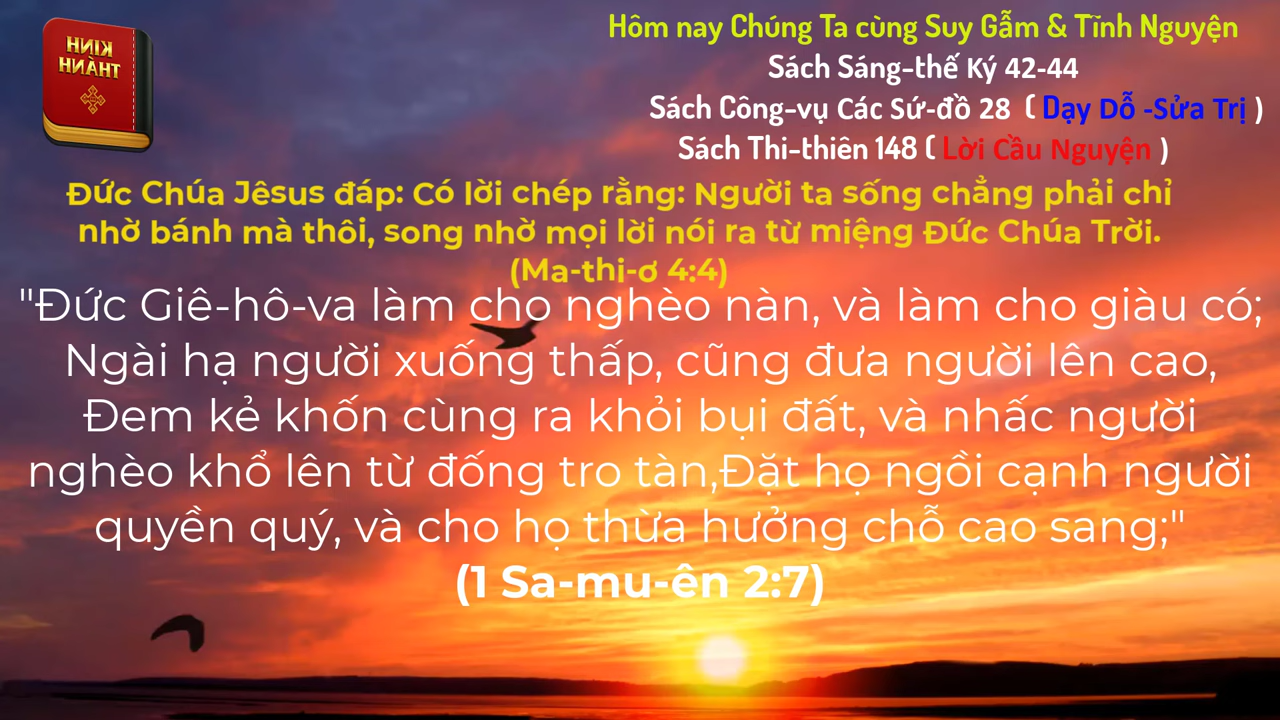 KINH
THÁNH
Hôm nay Chúng Ta cùng Suy Gẫm & Tĩnh Nguyện
Sách Sáng-thế Ký 42-44
Sách Công-vụ Các Sứ-đồ 28 ( Dạy Dỗ -Sửa Trị )
Sách Thi-thiên 148 ( Lời Cầu Nguyện )
Đức Chúa Jêsus đáp: Có lời chép rằng: Người ta sống chẳng phải chỉ
nhờ bánh mà thôi, song nhờ mọi lời nói ra từ miệng Đức Chúa Trời.
(Ma-thi-ơ 4:4)
"Đức Giê-hô-va làm cho nghèo nàn, và làm cho giàu có;
Ngài hạ người xuống thấp, cũng đưa người lên cao,
Đem kẻ khốn cùng ra khỏi bụi đất, và nhấc người
nghèo khổ lên từ đống tro tàn,Đặt họ ngồi cạnh người
quyền quý, và cho họ thừa hưởng chỗ cao sang;"
(1 Sa-mu-ên 2:7)